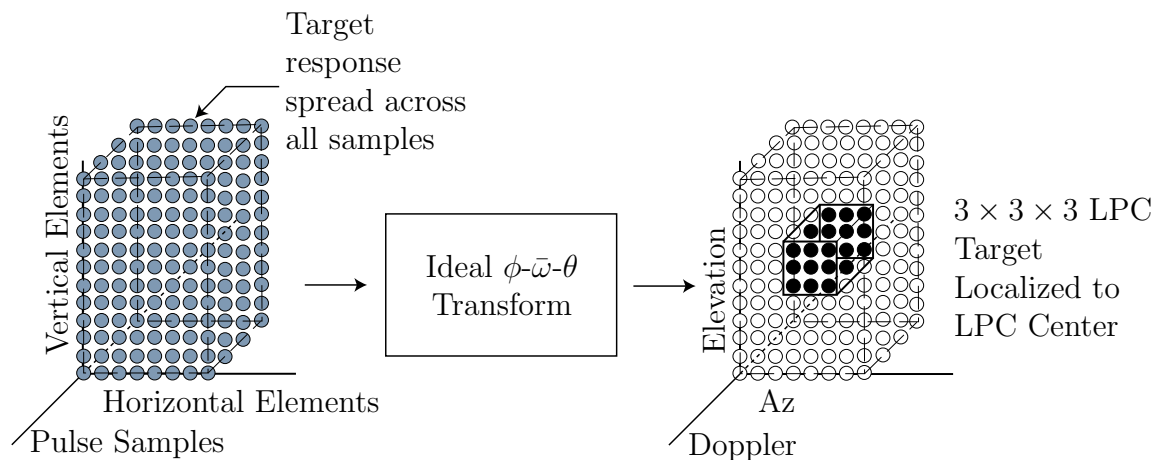 Target
response
spread across
all samples
Vertical Elements
Horizontal Elements
Pulse Samples
Ideal ϕ-ω̄-θ
Transform
Elevation
Az
Doppler
3 × 3 × 3 LPC
Target
Localized to
LPC Center